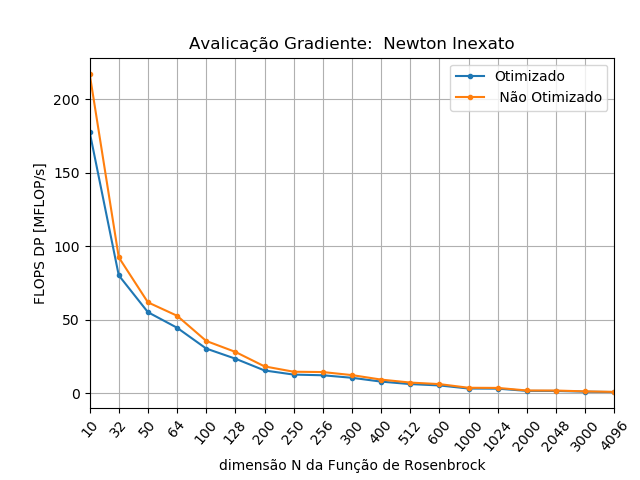 Avalicação Gradiente:  Newton Inexato
Otimizado
Não Otimizado
FLOPS DP [MFLOP/s]
200
150
100
50
0
10 32 50 64 100 128 200 250 256 300 400 512 600 1000 1024 2000 2048 3000 4096
dimensão N da Função de Rosenbrock